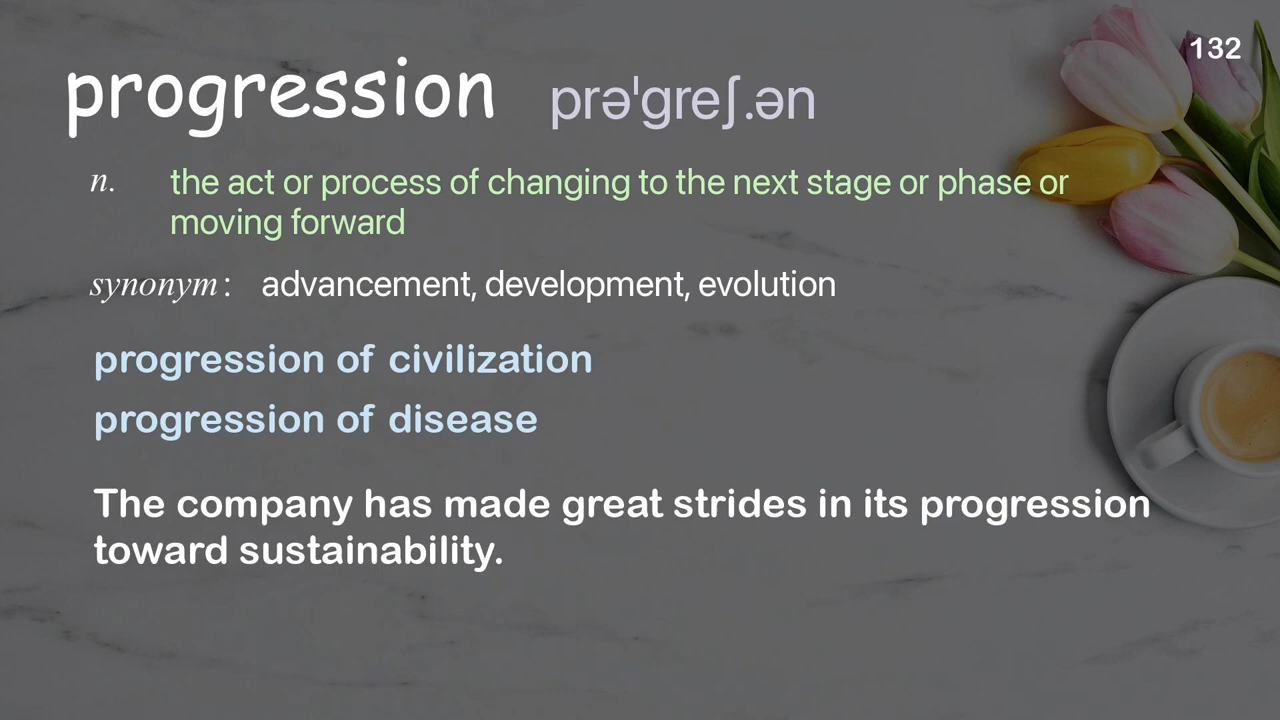 132
progression prəˈgreʃ.ən
n. the act or process of changing to the next stage or phase or
moving forward
synonym : advancement, development, evolution
progression of civilization
progression of disease
The company has made great strides in its progression
toward sustainability.